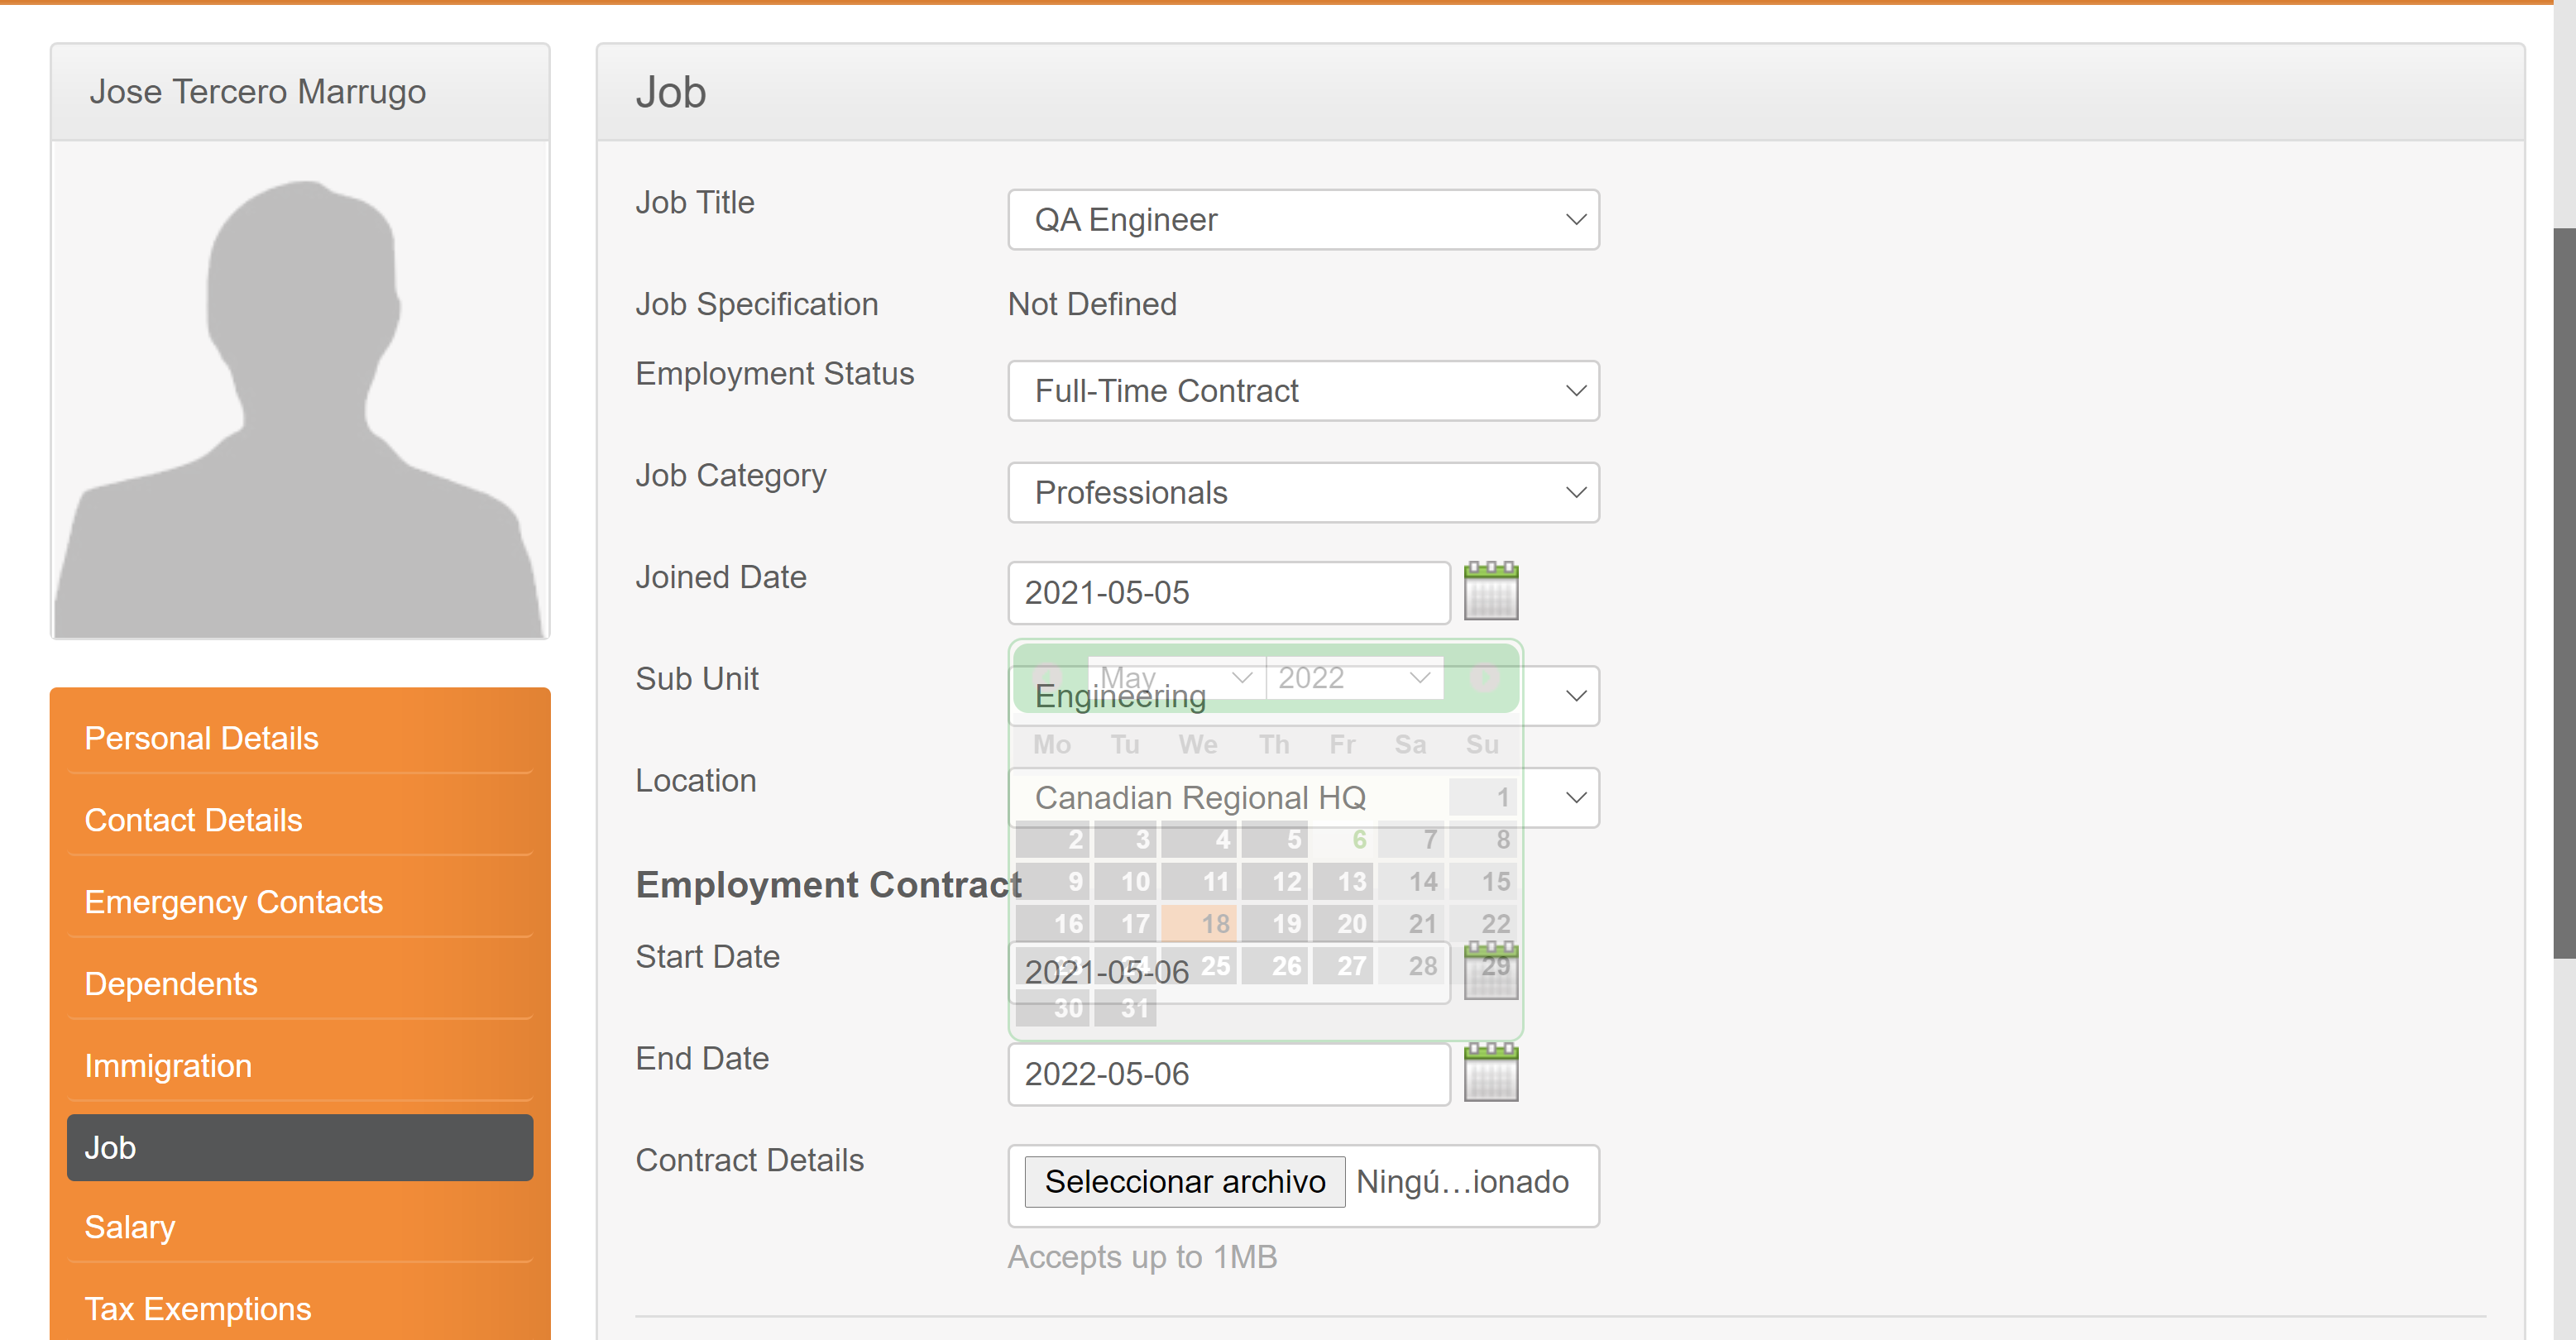 Jose Tercero Marrugo
Personal Details
Contact Details
Emergency Contacts
Dependents
Immigration
Job
Salary
Tax Exemptions
Job
Job Title
QA Engineer
Job Specification
Not Defined
Employment Status
Full-Time Contract
Job Category
Professionals
Joined Date
2021-05-05
Sub Unit
Engineering
May 2022
Mo Tu We Th Fr Sa Su
Location
Canadian Regional HQ
1
2 3 4 5 6 7 8
9 10 11 12 13 14 15
16 17 18 19 20 21 22
23 24 25 26 27 28 29
30 31
Employment Contract
Start Date
2021-05-06
End Date
2022-05-06
Contract Details
Seleccionar archivo Ningú…ionado
Accepts up to 1MB